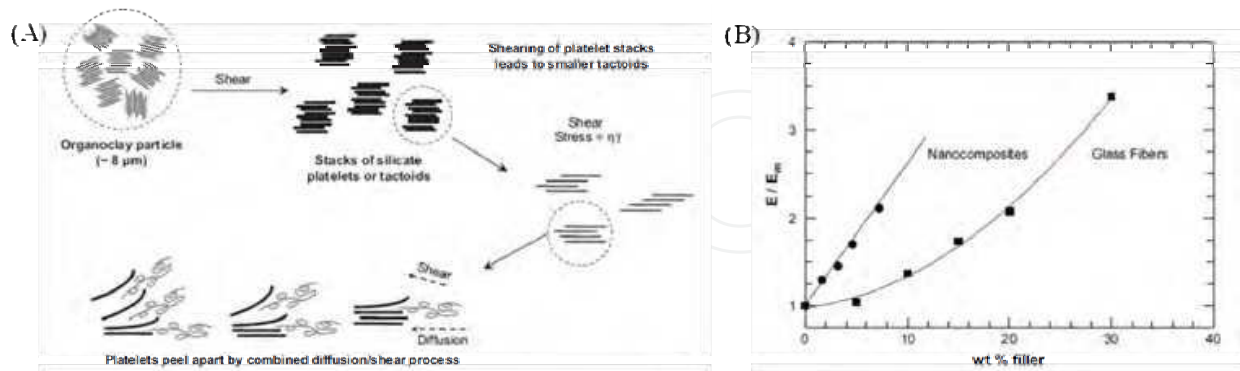 (A)
Organoclay particle
(~ 8 μm)
Shear
Stacks of silicate
platelets or tactoids
Shearing of platelet stacks
leads to smaller tactoids
Shear
Stress = ηγ̇
Shear
Diffusion
Platelets peel apart by combined diffusion/shear process
(B)
E / Em
4
3
2
1
Nanocomposites
Glass Fibers
0
10
20
30
40
wt % filler